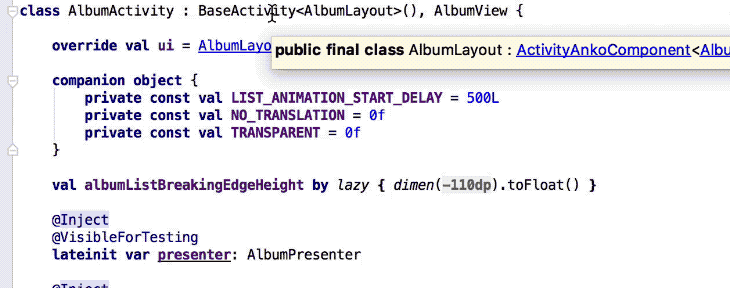 class AlbumActivity : BaseActivity<AlbumLayout>(), AlbumView {
override val ui = AlbumLayo
public final class AlbumLayout : ActivityAnkoComponent<Albu
companion object {
private const val LIST_ANIMATION_START_DELAY = 500L
private const val NO_TRANSLATION = 0f
private const val TRANSPARENT = 0f
}
val albumListBreakingEdgeHeight by lazy { dimen(-110dp).toFloat() }
@Inject
@VisibleForTesting
lateinit var presenter: AlbumPresenter
@Inject